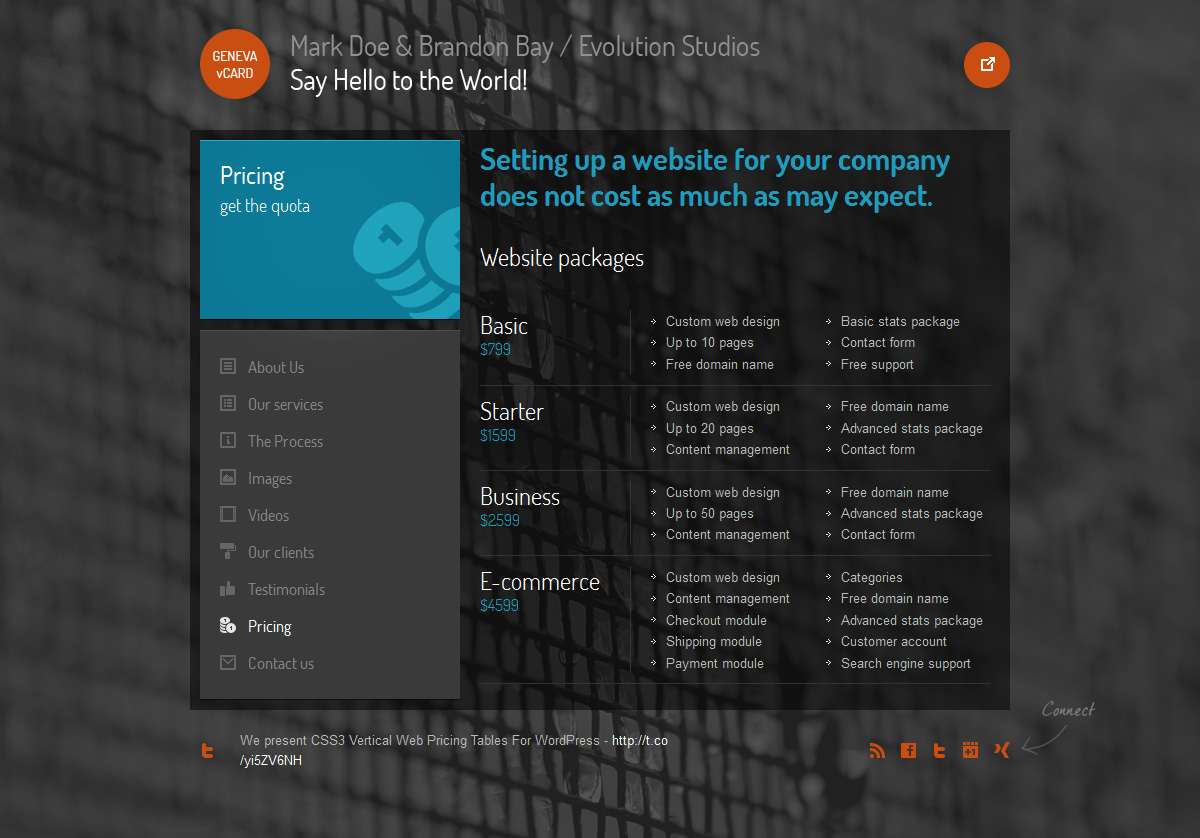 GENEVA
vCARD
Mark Doe & Brandon Bay / Evolution Studios
Say Hello to the World!
Pricing
get the quota
About Us
Our services
The Process
Images
Videos
Our clients
Testimonials
Pricing
Contact us
Setting up a website for your company
does not cost as much as may expect.
Website packages
Basic
$799
Custom web design
Up to 10 pages
Free domain name
Basic stats package
Contact form
Free support
Starter
$1599
Custom web design
Up to 20 pages
Content management
Free domain name
Advanced stats package
Contact form
Business
$2599
Custom web design
Up to 50 pages
Content management
Free domain name
Advanced stats package
Contact form
E-commerce
$4599
Custom web design
Content management
Checkout module
Shipping module
Payment module
Categories
Free domain name
Advanced stats package
Customer account
Search engine support
Connect
We present CSS3 Vertical Web Pricing Tables For WordPress - http://t.co
/yi5ZV6NH